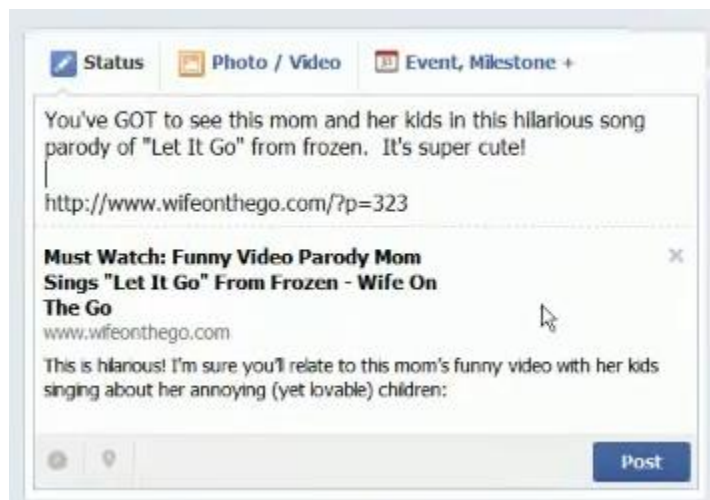 Status Photo / Video Event, Milestone +
You've GOT to see this mom and her kids in this hilarious song
parody of "Let It Go" from frozen. It's super cute!
http://www.wifeonthego.com/?p=323
Must Watch: Funny Video Parody Mom
Sings "Let It Go" From Frozen - Wife On
The Go
www.wifeonthego.com
This is hilarious! I'm sure you'll relate to this mom's funny video with her kids
singing about her annoying (yet lovable) children:
Post